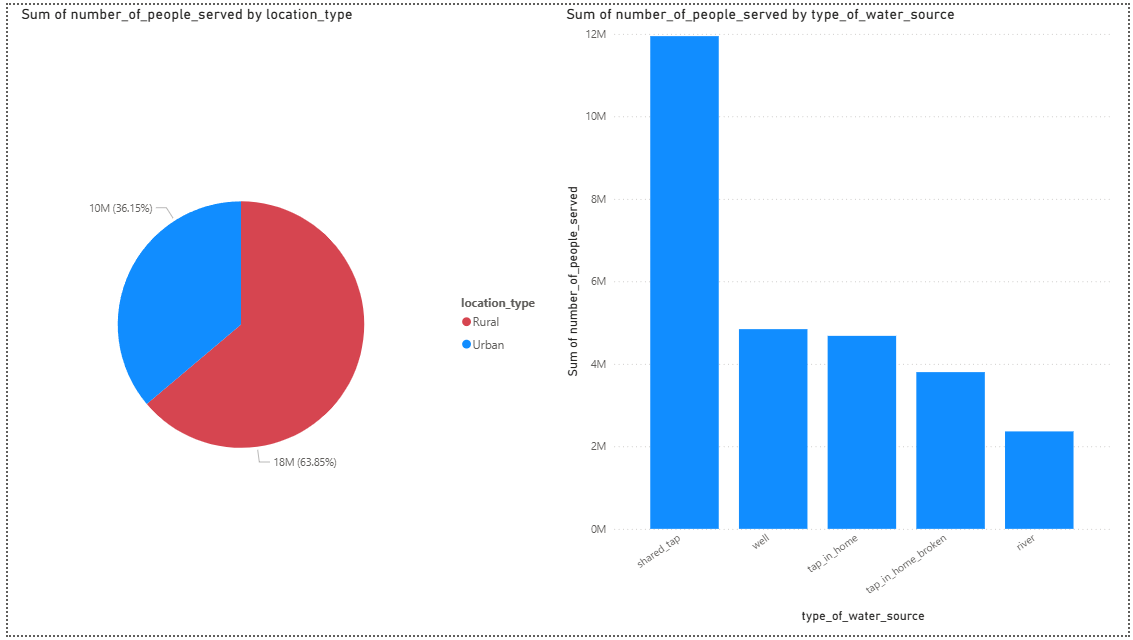 Sum of number_of_people_served by location_type
10M (36.15%)
18M (63.85%)
location_type
Rural
Urban
Sum of number_of_people_served by type_of_water_source
Sum of number_of_people_served
12M
10M
8M
6M
4M
2M
0M
shared_tap
well
tap_in_home
tap_in_home_broken
river
type_of_water_source